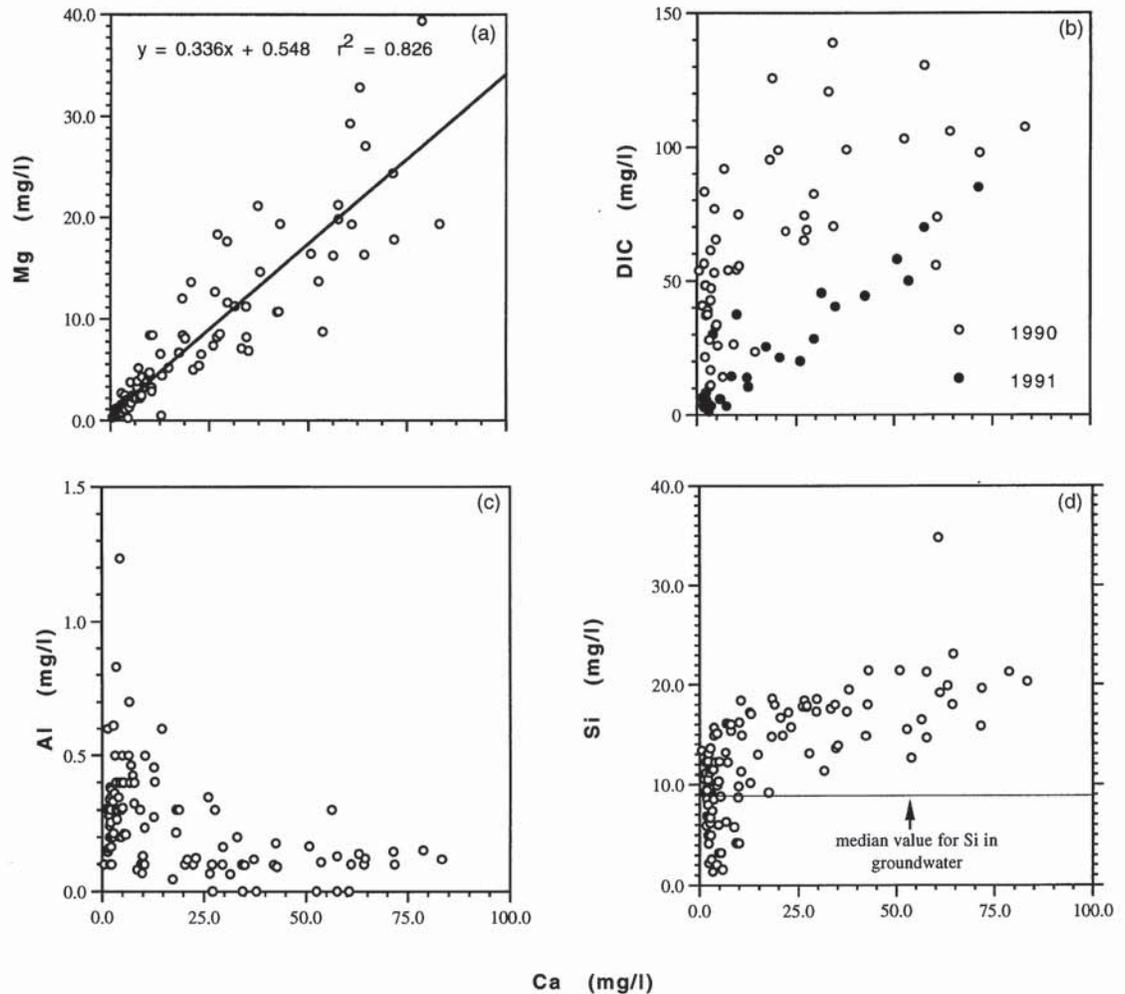 (a)
y = 0.336x + 0.548 r2 = 0.826
40.0
30.0
20.0
10.0
0.0
Mg (mg/l)
(b)
150
100
50
0
DIC (mg/l)
1990
1991
(c)
1.5
1.0
0.5
0.0
Al (mg/l)
0.0 25.0 50.0 75.0 100.0
(d)
40.0
30.0
20.0
10.0
0.0
Si (mg/l)
median value for Si in
groundwater
0.0 25.0 50.0 75.0 100.0
Ca (mg/l)